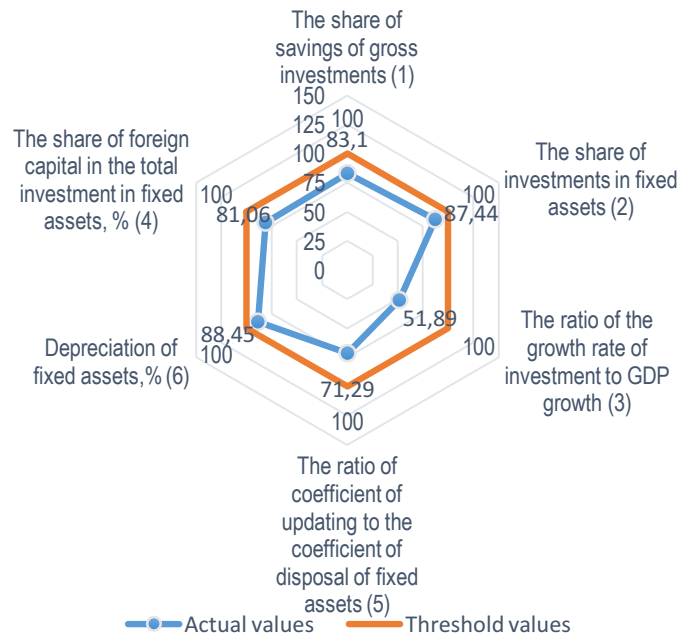 The share of
savings of gross
investments (1)
150
125
100
75
50
25
0
100
83,1
The share of foreign
capital in the total
investment in fixed
assets, % (4)
100
81,06
The share of
investments in fixed
assets (2)
100
87,44
Depreciation of
fixed assets,% (6)
88,45
100
51,89
100
The ratio of the
growth rate of
investment to GDP
growth (3)
71,29
100
The ratio of
coefficient of
updating to the
coefficient of
disposal of fixed
assets (5)
Actual values
Threshold values